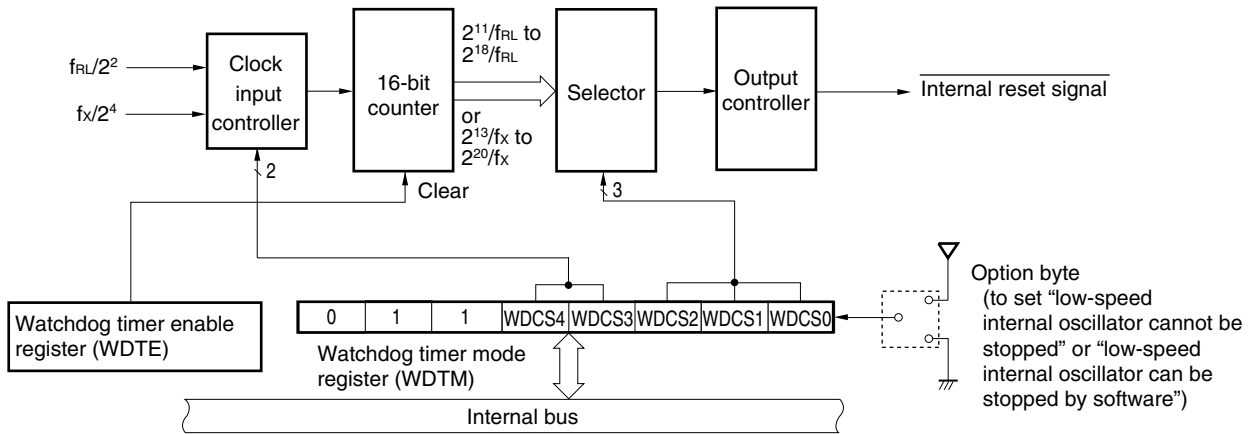 fRL/2²
fX/2⁴
Clock
input
controller
2
16-bit
counter
2¹¹/fRL to
2¹⁸/fRL
or
2¹³/fX to
2²⁰/fX
Clear
Selector
3
Output
controller
Internal reset signal
Watchdog timer enable
register (WDTE)
0 1 1 WDCS4 WDCS3 WDCS2 WDCS1 WDCS0
Watchdog timer mode
register (WDTM)
Internal bus
Option byte
(to set “low-speed
internal oscillator cannot be
stopped” or “low-speed
internal oscillator can be
stopped by software”)